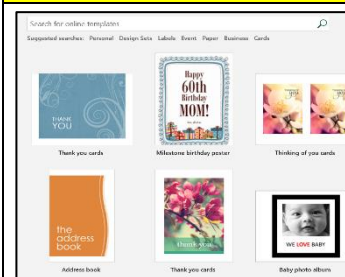 Search for online templates
Suggested searches: Personal Design Sets Labels Event Paper Business Cards
THANK
YOU
Happy
60th
Birthday
MOM!
Thank you cards
Milestone birthday poster
Thinking of you cards
the
address
book
thank you
WE LOVE BABY
Address book
Thank you cards
Baby photo album